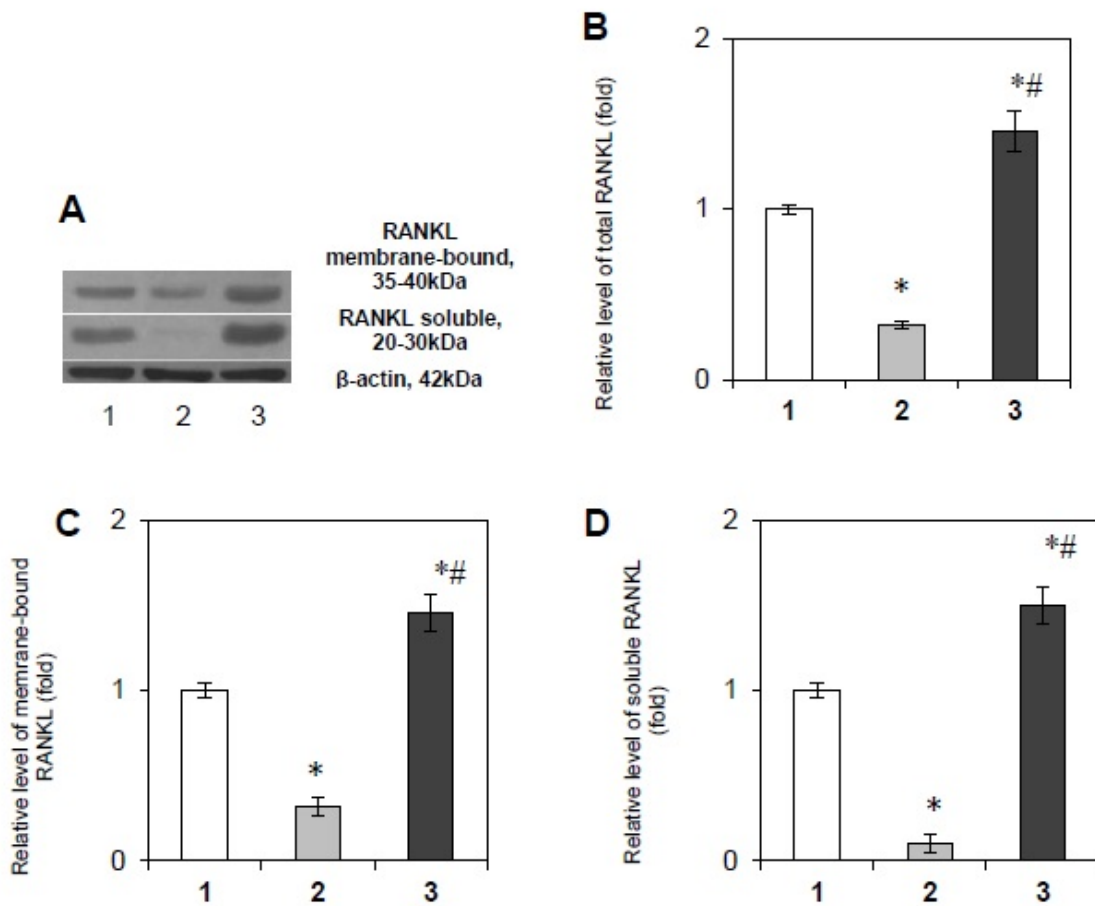 A
RANKL
membrane-bound,
35-40kDa
RANKL soluble,
20-30kDa
β-actin, 42kDa
1 2 3
B
Relative level of total RANKL (fold)
2
1
0
*
*#
1 2 3
C
Relative level of memrane-bound
RANKL (fold)
2
1
0
*
*#
1 2 3
D
Relative level of soluble RANKL
(fold)
2
1
0
*
*#
1 2 3